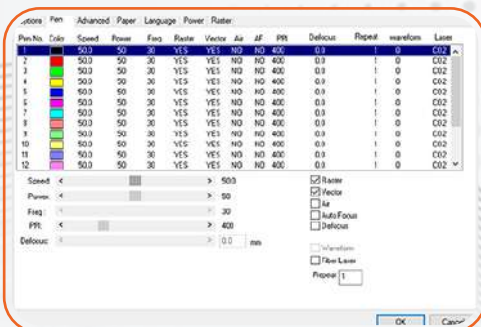 Options Pen Advanced Paper Language Power Raster
Pen No. Color Speed Power Freq Raster Vector Air AF PPI Defocus Repeat waveform Laser
1 50.0 50 30 YES YES NO NO 400 0.0 1 0 CO2
2 50.0 50 30 YES YES NO NO 400 0.0 1 0 CO2
3 50.0 50 30 YES YES NO NO 400 0.0 1 0 CO2
4 50.0 50 30 YES YES NO NO 400 0.0 1 0 CO2
5 50.0 50 30 YES YES NO NO 400 0.0 1 0 CO2
6 50.0 50 30 YES YES NO NO 400 0.0 1 0 CO2
7 50.0 50 30 YES YES NO NO 400 0.0 1 0 CO2
8 50.0 50 30 YES YES NO NO 400 0.0 1 0 CO2
9 50.0 50 30 YES YES NO NO 400 0.0 1 0 CO2
10 50.0 50 30 YES YES NO NO 400 0.0 1 0 CO2
11 50.0 50 30 YES YES NO NO 400 0.0 1 0 CO2
12 50.0 50 30 YES YES NO NO 400 0.0 1 0 CO2
Speed: 50.0
Power: 50
Freq: 30
PPI: 400
Defocus: 0.0 mm
Raster
Vector
Air
Auto Focus
Defocus
Waveform
Fiber Laser
Repeat 1
OK Cancel